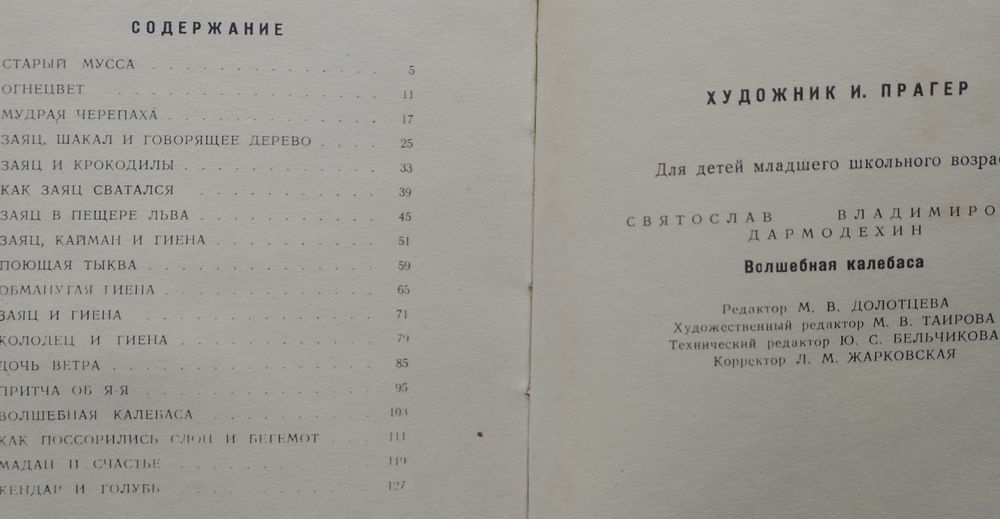 СОДЕРЖАНИЕ
СТАРЫЙ МУССА 5
ОГНЕЦВЕТ 11
МУДРАЯ ЧЕРЕПАХА 17
ЗАЯЦ, ШАКАЛ И ГОВОРЯЩЕЕ ДЕРЕВО 25
ЗАЯЦ И КРОКОДИЛЫ 33
КАК ЗАЯЦ СВАТАЛСЯ 39
ЗАЯЦ В ПЕЩЕРЕ ЛЬВА 45
ЗАЯЦ, КАЙМАН И ГИЕНА 51
ПОЮЩАЯ ТЫКВА 59
ОБМАНУТАЯ ГИЕНА 65
ЗАЯЦ И ГИЕНА 71
КОЛОДЕЦ И ГИЕНА 79
ДОЧЬ ВЕТРА 85
ПРИТЧА ОБ Я-Я 95
ВОЛШЕБНАЯ КАЛЕБАСА 103
КАК ПОССОРИЛИСЬ СЛОН И БЕГЕМОТ 111
МАДАН И СЧАСТЬЕ 119
КЕНДАР И ГОЛУБЬ 127
ХУДОЖНИК И. ПРАГЕР
Для детей младшего школьного возрас
СВЯТОСЛАВ ВЛАДИМИРО
ДАРМОДЕХИН
Волшебная калебаса
Редактор М. В. ДОЛОТЦЕВА
Художественный редактор М. В. ТАИРОВА
Технический редактор Ю. С. БЕЛЬЧИКОВА
Корректор Л. М. ЖАРКОВСКАЯ